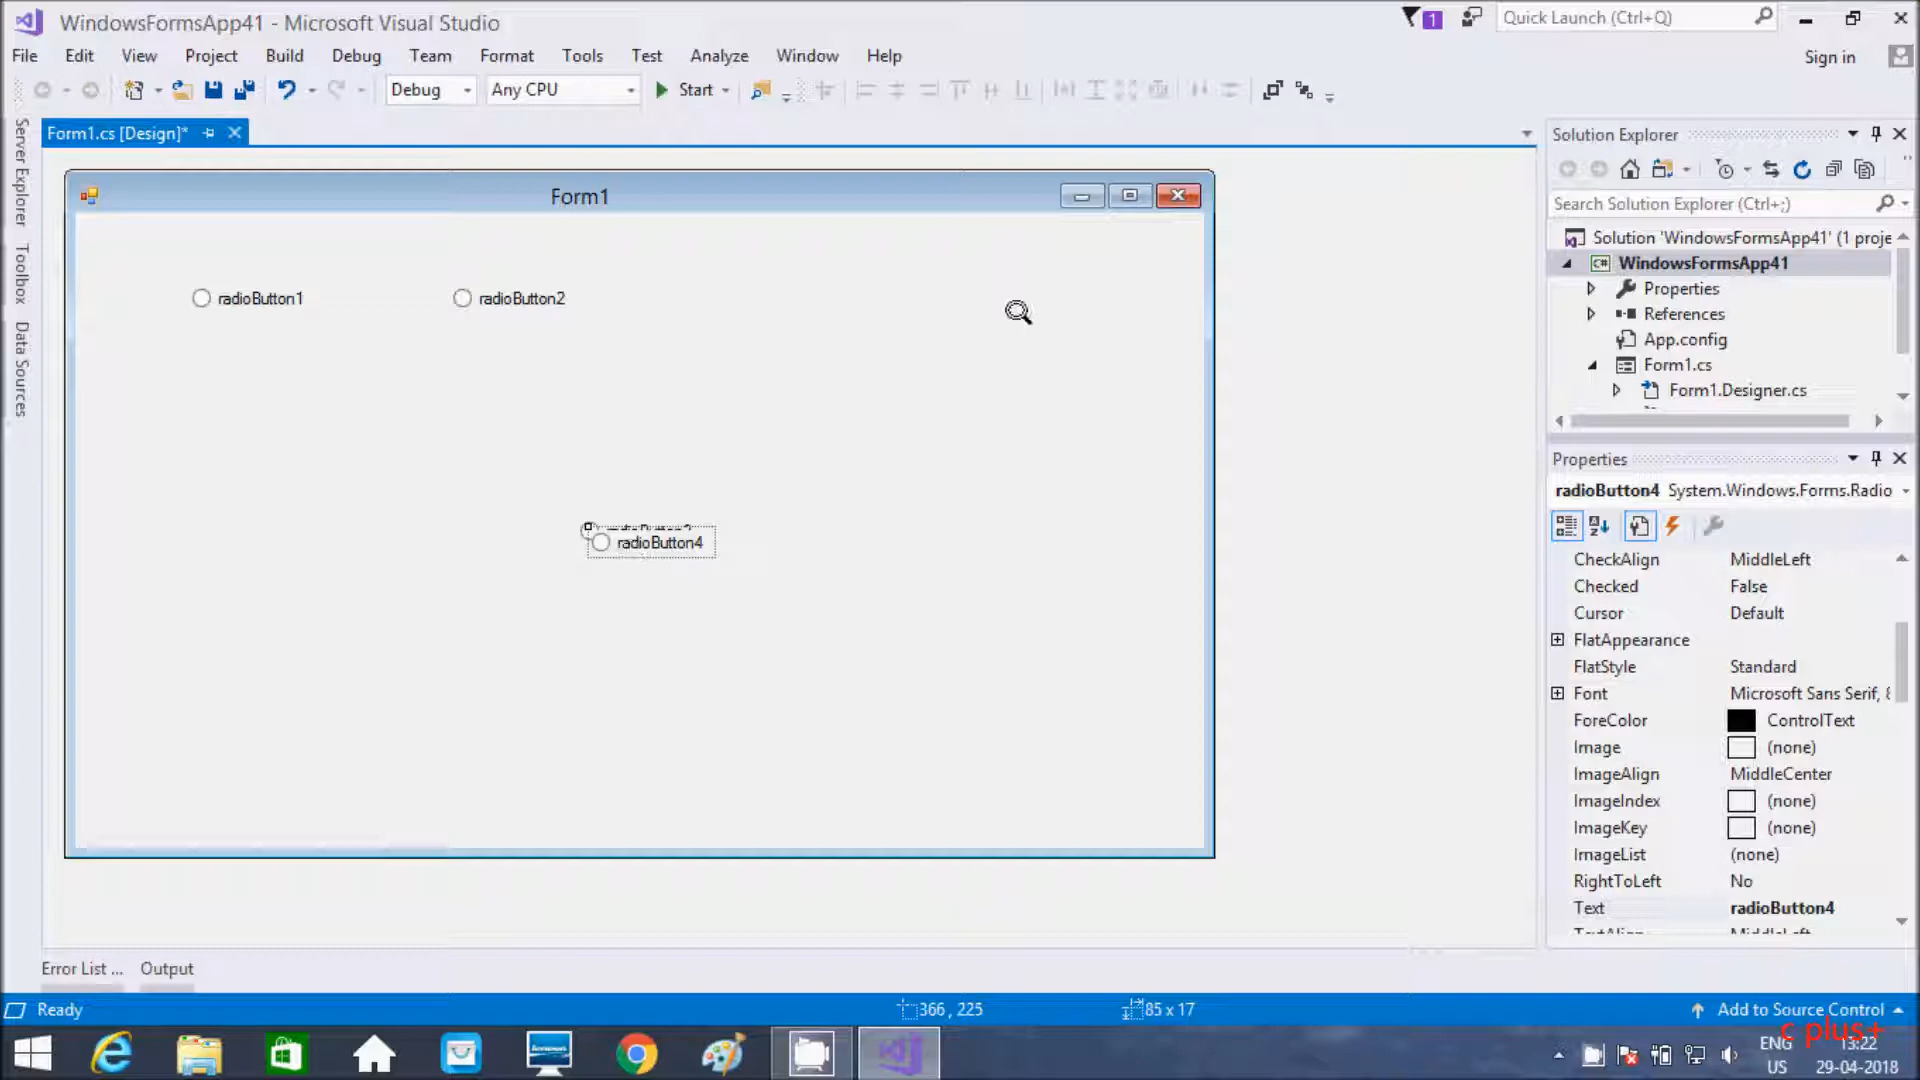 WindowsFormsApp41 - Microsoft Visual Studio
1
Quick Launch (Ctrl+Q)
File Edit View Project Build Debug Team Format Tools Test Analyze Window Help
Sign in
Debug Any CPU Start
Server Explorer
Toolbox
Data Sources
Form1.cs [Design]*
Form1
radioButton1 radioButton2
radioButton4
Solution Explorer
Search Solution Explorer (Ctrl+;)
Solution 'WindowsFormsApp41' (1 proje
C# WindowsFormsApp41
Properties
References
App.config
Form1.cs
Form1.Designer.cs
Properties
radioButton4 System.Windows.Forms.Radio
CheckAlign MiddleLeft
Checked False
Cursor Default
FlatAppearance
FlatStyle Standard
Font Microsoft Sans Serif, 8
ForeColor ControlText
Image (none)
ImageAlign MiddleCenter
ImageIndex (none)
ImageKey (none)
ImageList (none)
RightToLeft No
Text radioButton4
TextAlign MiddleLeft
Error List ... Output
Ready 366 , 225 85 x 17 Add to Source Control
c plus+
ENG 13:22
US 29-04-2018